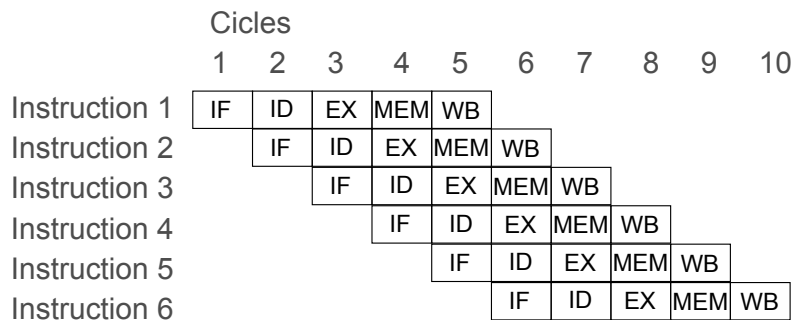 Cicles
1 2 3 4 5 6 7 8 9 10
Instruction 1 IF ID EX MEM WB
Instruction 2 IF ID EX MEM WB
Instruction 3 IF ID EX MEM WB
Instruction 4 IF ID EX MEM WB
Instruction 5 IF ID EX MEM WB
Instruction 6 IF ID EX MEM WB